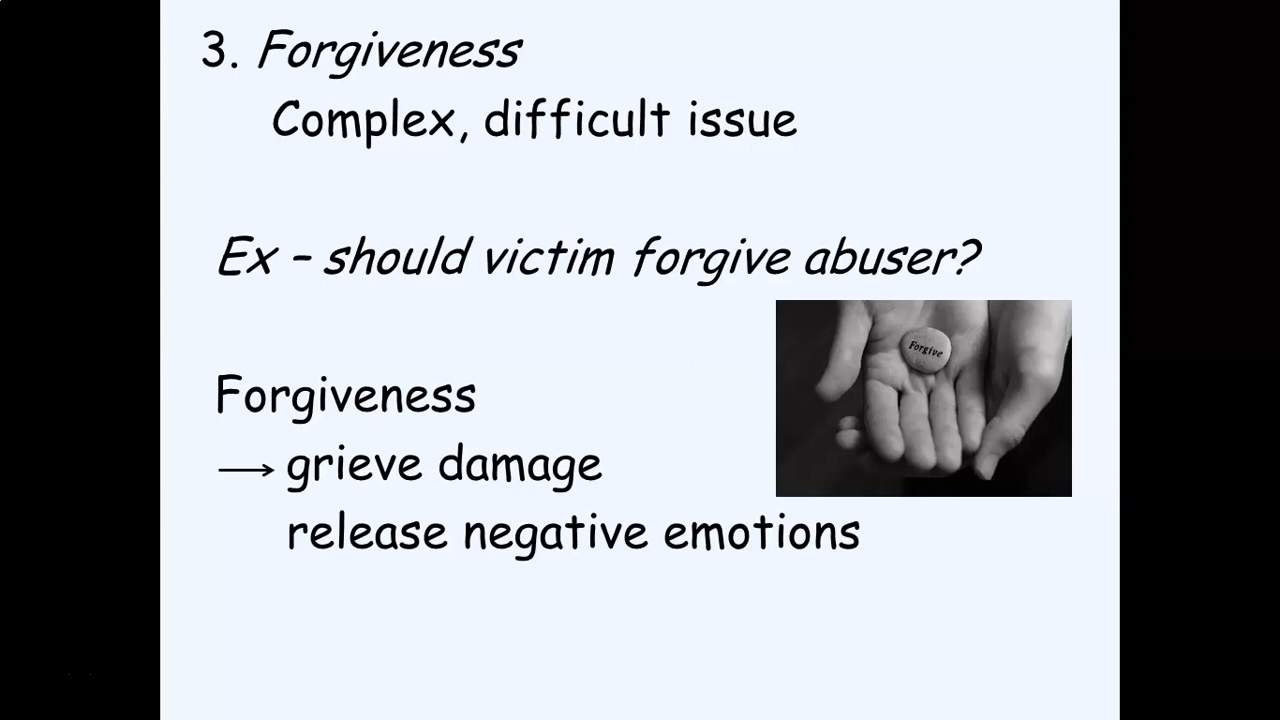 3. Forgiveness
Complex, difficult issue
Ex – should victim forgive abuser?
Forgive
Forgiveness
→ grieve damage
release negative emotions